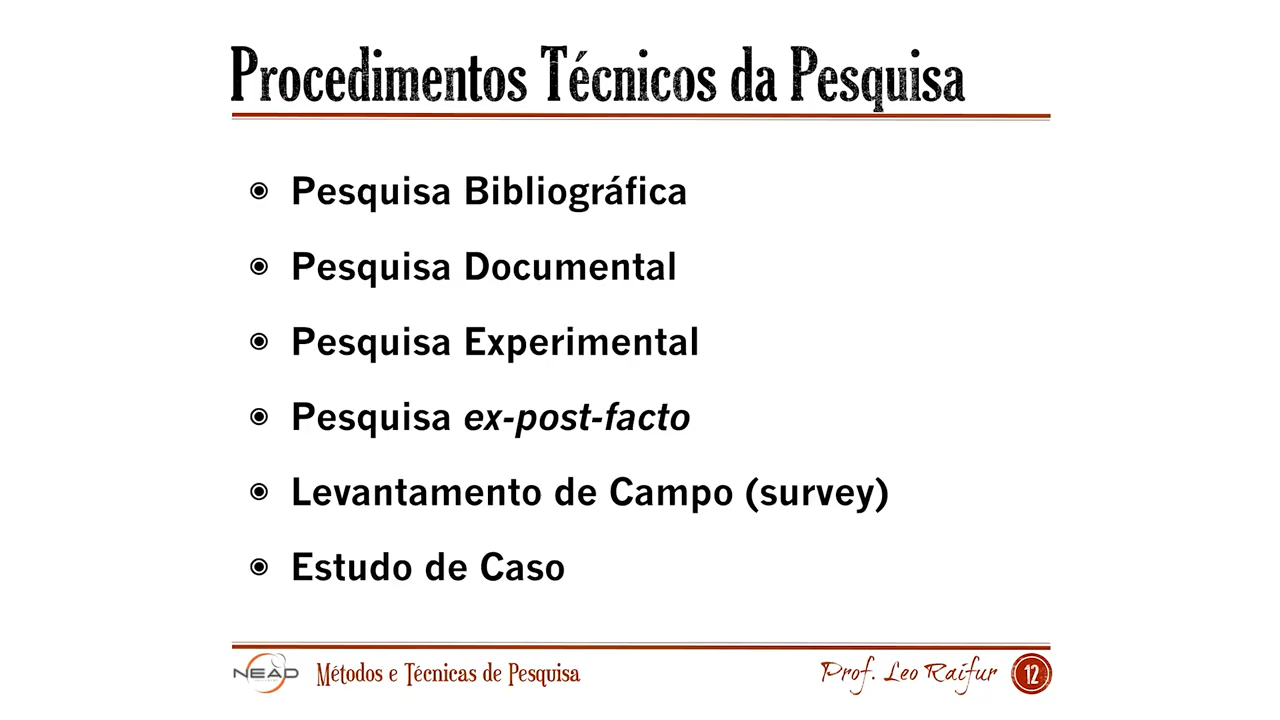 Procedimentos Técnicos da Pesquisa
Pesquisa Bibliográfica
Pesquisa Documental
Pesquisa Experimental
Pesquisa ex-post-facto
Levantamento de Campo (survey)
Estudo de Caso
NEAD Métodos e Técnicas de Pesquisa Prof. Leo Raifur 12